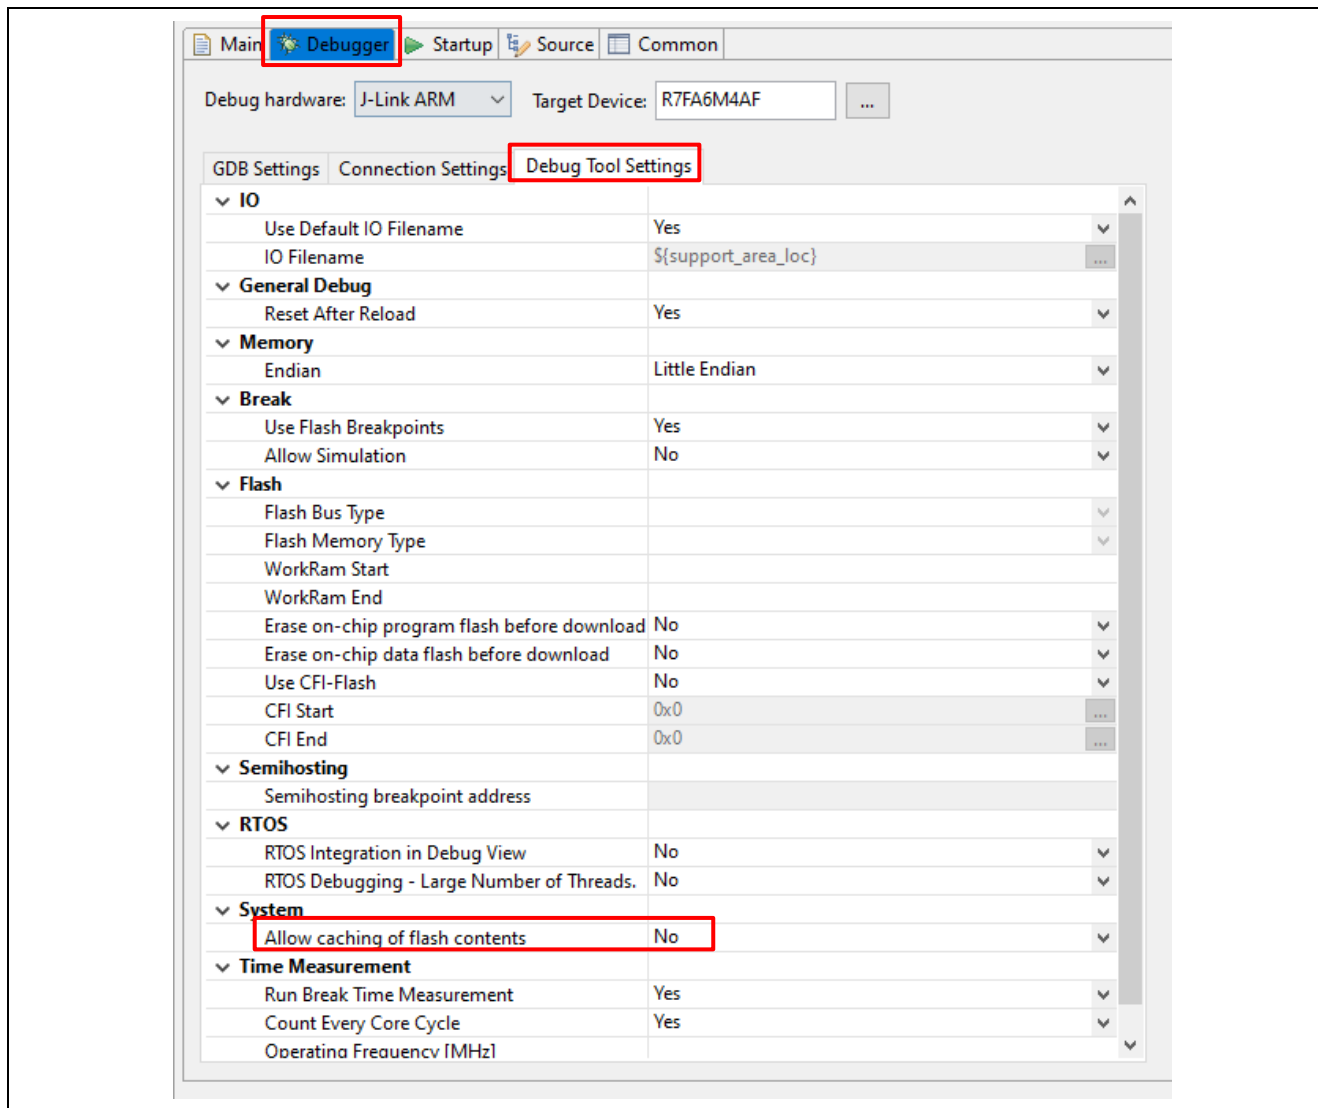 Main Debugger Startup Source Common
Debug hardware: J-Link ARM Target Device: R7FA6M4AF ...
GDB Settings Connection Settings Debug Tool Settings
IO
Use Default IO Filename Yes
IO Filename ${support_area_loc} ...
General Debug
Reset After Reload Yes
Memory
Endian Little Endian
Break
Use Flash Breakpoints Yes
Allow Simulation No
Flash
Flash Bus Type
Flash Memory Type
WorkRam Start
WorkRam End
Erase on-chip program flash before download No
Erase on-chip data flash before download No
Use CFI-Flash No
CFI Start 0x0 ...
CFI End 0x0 ...
Semihosting
Semihosting breakpoint address
RTOS
RTOS Integration in Debug View No
RTOS Debugging - Large Number of Threads. No
System
Allow caching of flash contents No
Time Measurement
Run Break Time Measurement Yes
Count Every Core Cycle Yes
Operating Frequency [MHz]